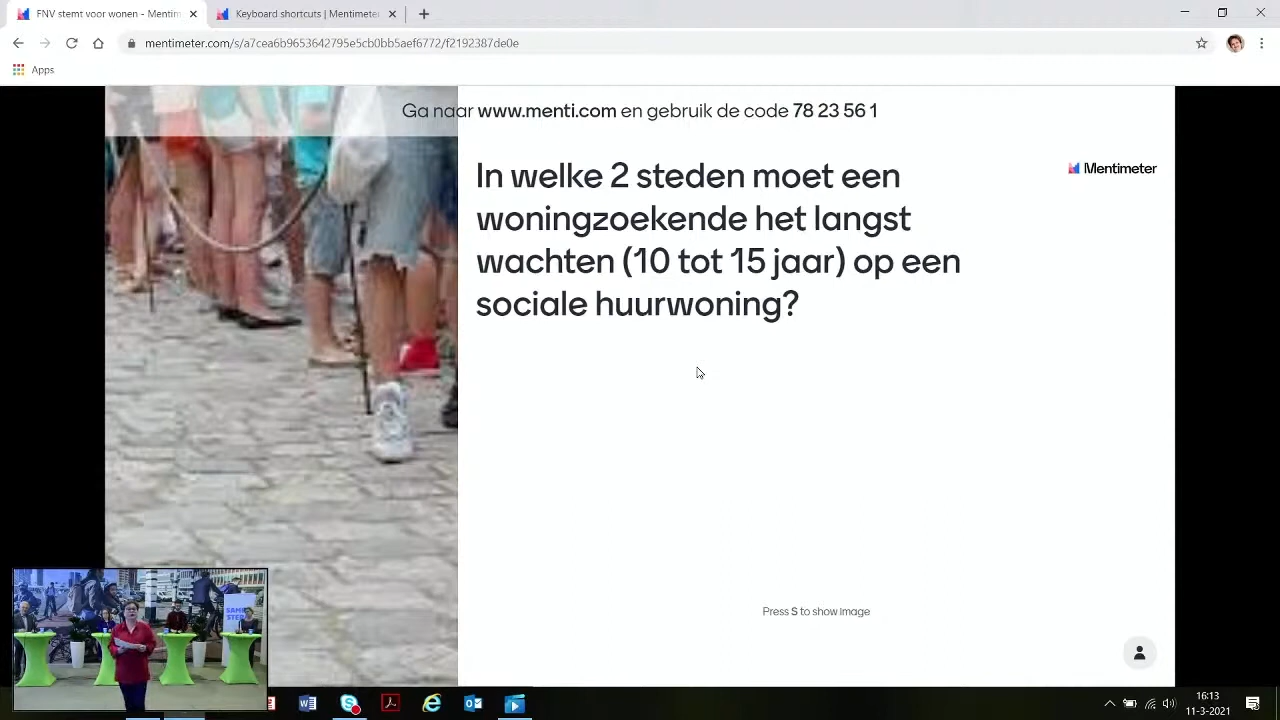 FNV stemt voor wonen - Mentim
Keyboard shortcuts | Mentimeter
mentimeter.com/s/a7cea6b9653642795e5cb0bb5aef6772/f2192387de0e
Apps
Ga naar www.menti.com en gebruik de code 78 23 56 1
In welke 2 steden moet een
woningzoekende het langst
wachten (10 tot 15 jaar) op een
sociale huurwoning?
Mentimeter
Press S to show image
16:13
11-3-2021